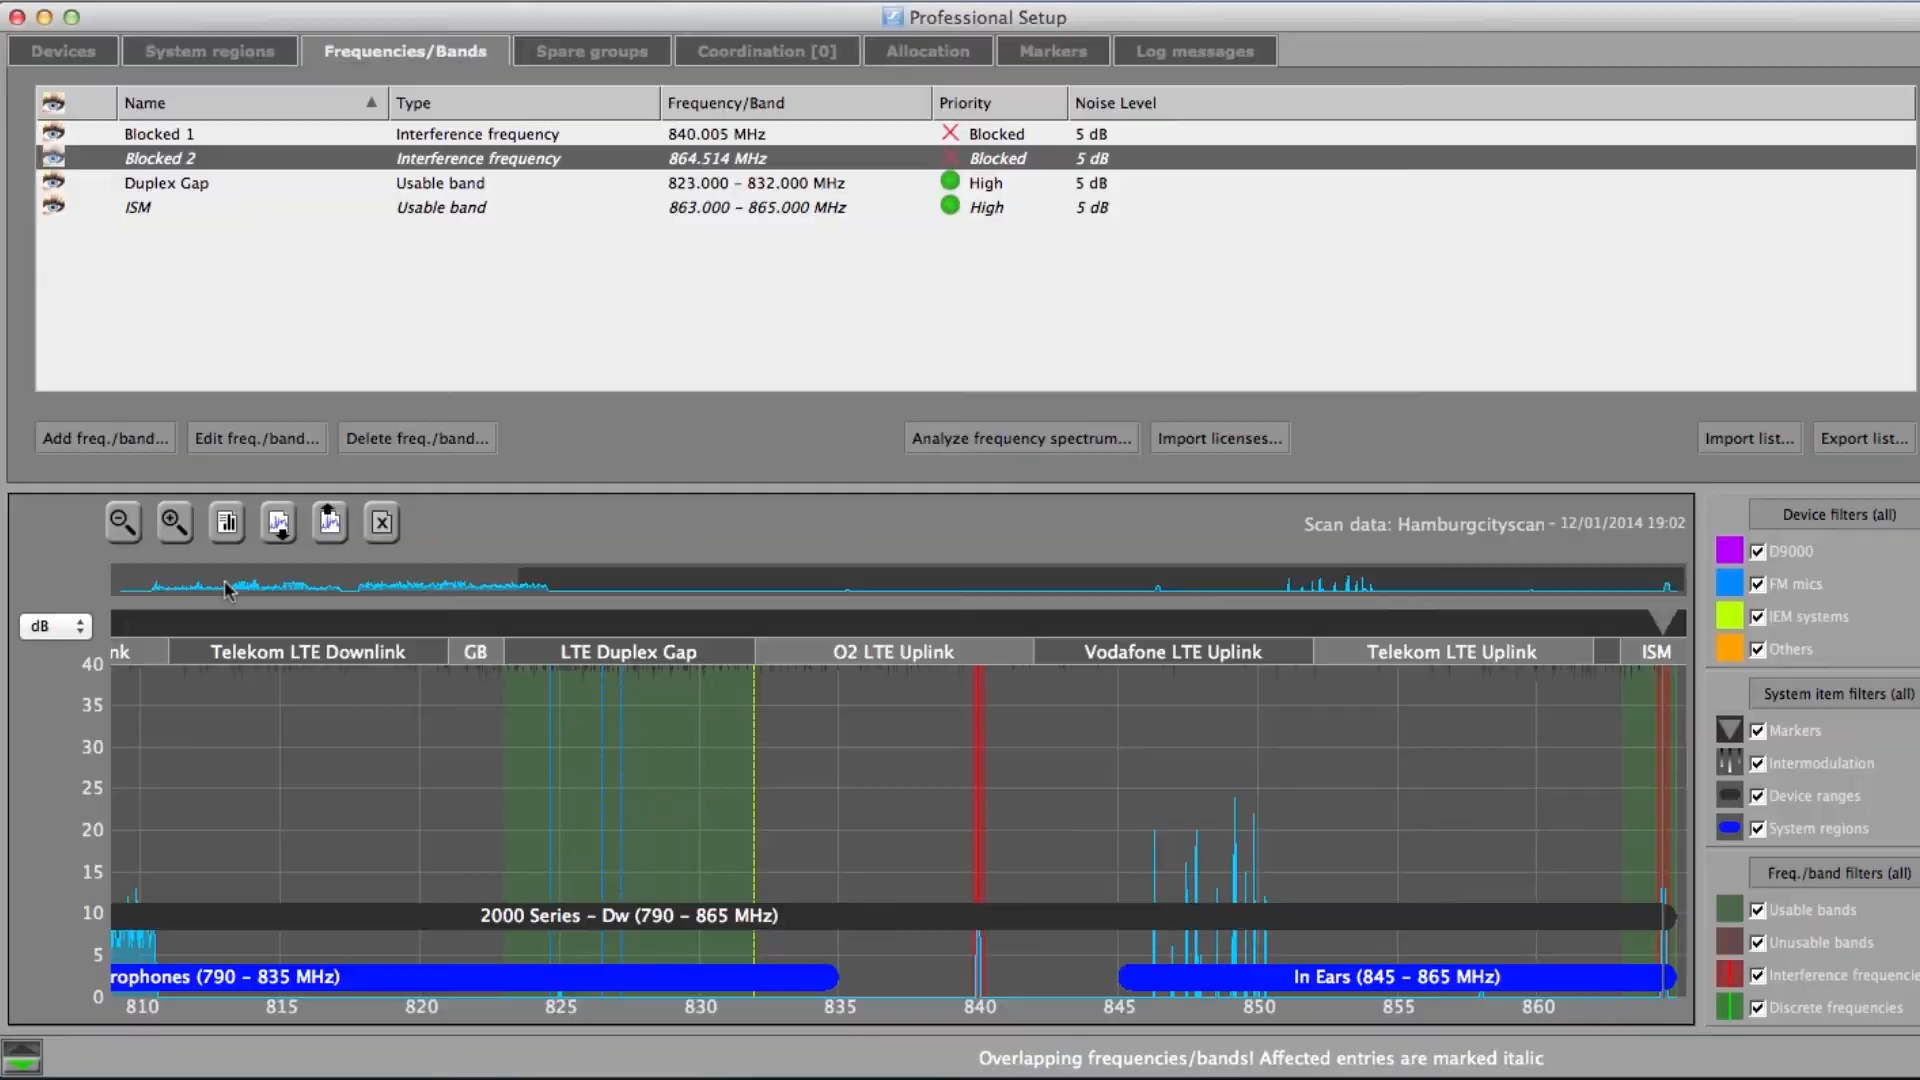 Professional Setup
Devices System regions Frequencies/Bands Spare groups Coordination [0] Allocation Markers Log messages
Name Type Frequency/Band Priority Noise Level
Blocked 1 Interference frequency 840.005 MHz Blocked 5 dB
Blocked 2 Interference frequency 864.514 MHz Blocked 5 dB
Duplex Gap Usable band 823.000 – 832.000 MHz High 5 dB
ISM Usable band 863.000 – 865.000 MHz High 5 dB
Add freq./band... Edit freq./band... Delete freq./band... Analyze frequency spectrum... Import licenses... Import list... Export list...
Scan data: Hamburgcityscan - 12/01/2014 19:02
dB
nk Telekom LTE Downlink GB LTE Duplex Gap O2 LTE Uplink Vodafone LTE Uplink Telekom LTE Uplink ISM
40
35
30
25
20
15
10
5
0
2000 Series – Dw (790 – 865 MHz)
rophones (790 – 835 MHz) In Ears (845 – 865 MHz)
810 815 820 825 830 835 840 845 850 855 860
Device filters (all)
D9000
FM mics
IEM systems
Others
System item filters (all)
Markers
Intermodulation
Device ranges
System regions
Freq./band filters (all)
Usable bands
Unusable bands
Interference frequencie
Discrete frequencies
Overlapping frequencies/bands! Affected entries are marked italic